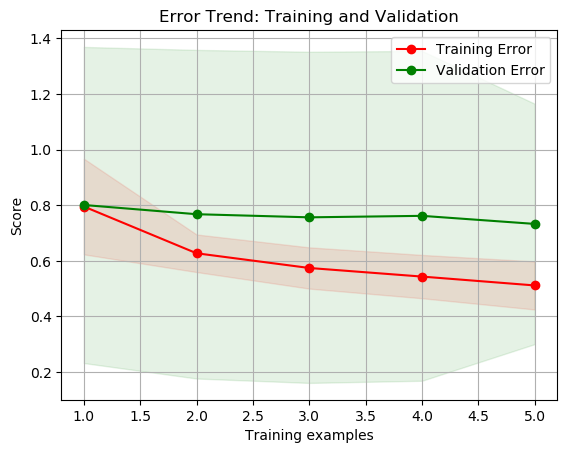 Error Trend: Training and Validation
Training Error
Validation Error
Score
1.4
1.2
1.0
0.8
0.6
0.4
0.2
1.0 1.5 2.0 2.5 3.0 3.5 4.0 4.5 5.0
Training examples